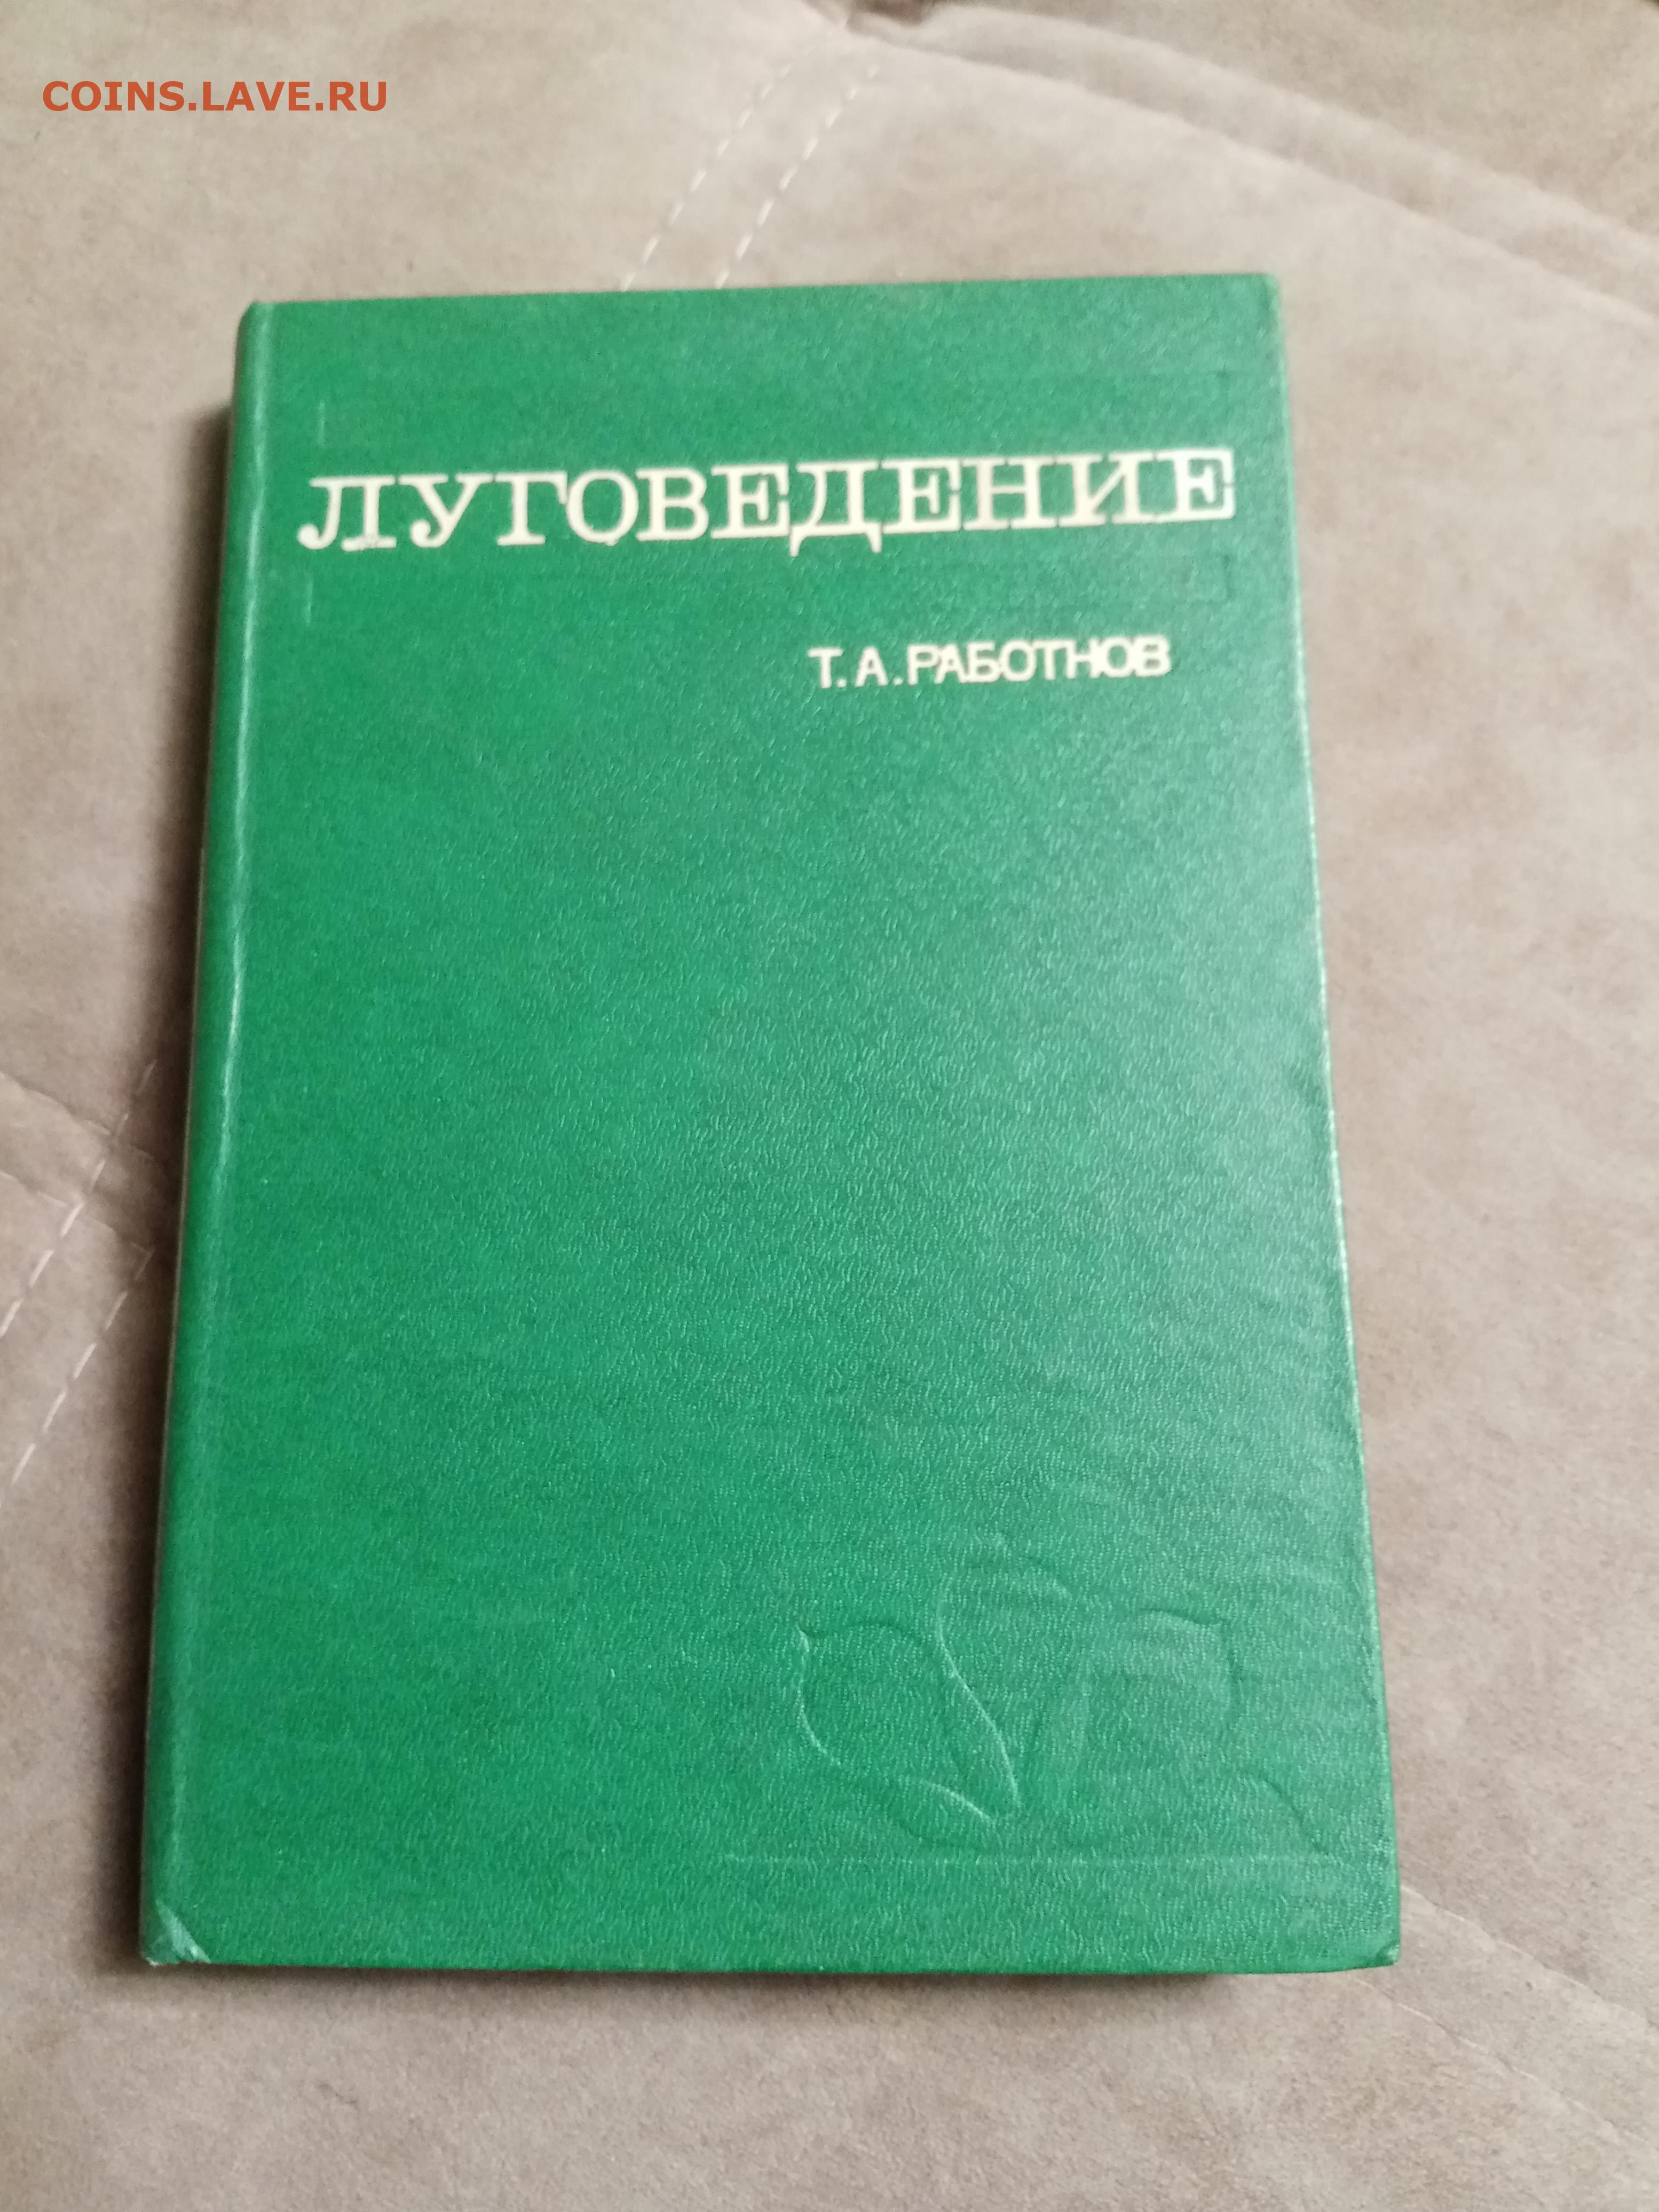 COINS.LAVE.RU
ЛУГОВЕДЕНИЕ
Т.А.РАБОТНОВ